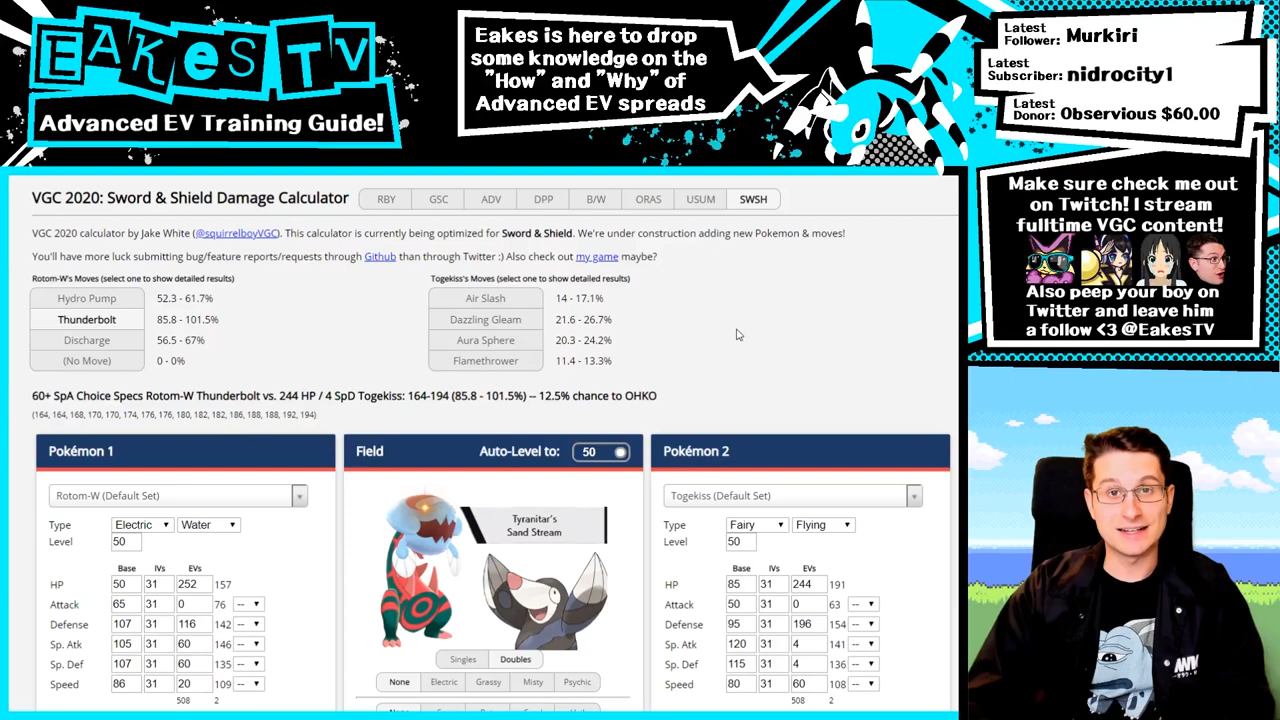 EAKES TV
Advanced EV Training Guide!
Eakes is here to drop
some knowledge on the
"How" and "Why" of
Advanced EV spreads
Latest
Follower: Murkiri
Latest
Subscriber: nidrocity1
Latest
Donor: Observious $60.00
Make sure check me out
on Twitch! I stream
fulltime VGC content!
Also peep your boy on
Twitter and leave him
a follow <3 @EakesTV
VGC 2020: Sword & Shield Damage Calculator
RBY GSC ADV DPP B/W ORAS USUM SWSH
VGC 2020 calculator by Jake White (@squirrelboyVGC). This calculator is currently being optimized for Sword & Shield. We're under construction adding new Pokemon & moves!
You'll have more luck submitting bug/feature reports/requests through Github than through Twitter :) Also check out my game maybe?
Rotom-W's Moves (select one to show detailed results)
Hydro Pump 52.3 - 61.7%
Thunderbolt 85.8 - 101.5%
Discharge 56.5 - 67%
(No Move) 0 - 0%
Togekiss's Moves (select one to show detailed results)
Air Slash 14 - 17.1%
Dazzling Gleam 21.6 - 26.7%
Aura Sphere 20.3 - 24.2%
Flamethrower 11.4 - 13.3%
60+ SpA Choice Specs Rotom-W Thunderbolt vs. 244 HP / 4 SpD Togekiss: 164-194 (85.8 - 101.5%) -- 12.5% chance to OHKO
(164, 164, 168, 170, 170, 174, 176, 176, 180, 182, 182, 186, 188, 188, 192, 194)
Pokémon 1
Rotom-W (Default Set)
Type Electric Water
Level 50
Base IVs EVs
HP 50 31 252 157
Attack 65 31 0 76 --
Defense 107 31 116 142 --
Sp. Atk 105 31 60 146 --
Sp. Def 107 31 60 135 --
Speed 86 31 20 109 --
508 2
Field Auto-Level to: 50
Tyranitar's
Sand Stream
Singles Doubles
None Electric Grassy Misty Psychic
Pokémon 2
Togekiss (Default Set)
Type Fairy Flying
Level 50
Base IVs EVs
HP 85 31 244 191
Attack 50 31 0 63 --
Defense 95 31 196 154 --
Sp. Atk 120 31 4 141 --
Sp. Def 115 31 4 136 --
Speed 80 31 60 108 --
508 2